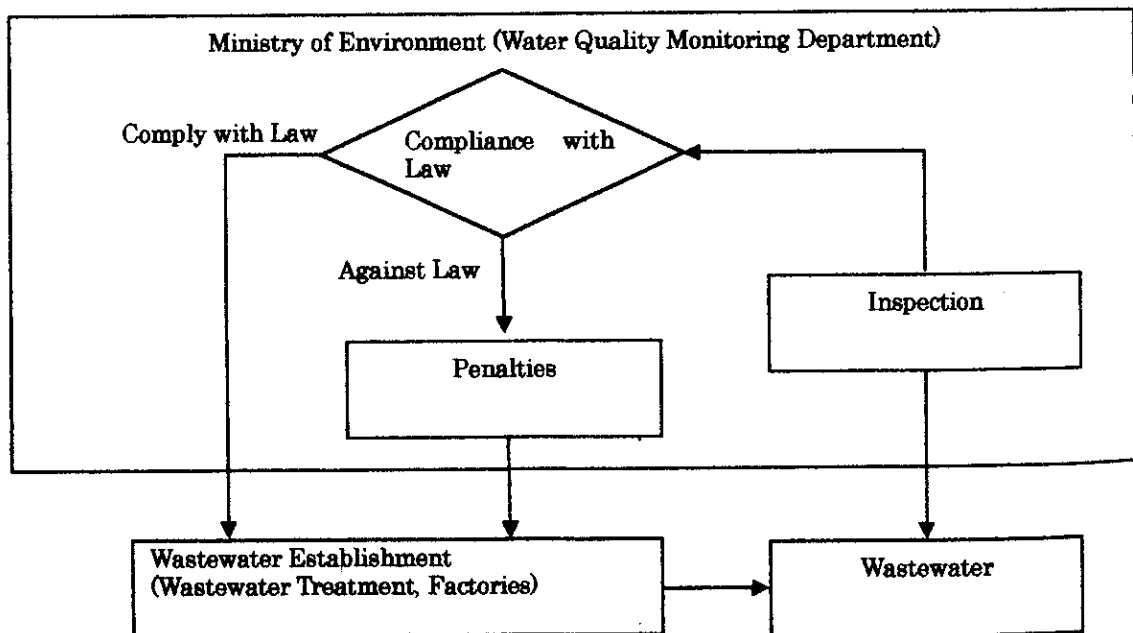 Ministry of Environment (Water Quality Monitoring Department)
Comply with Law
Compliance with
Law
Against Law
Inspection
Penalties
Wastewater Establishment
(Wastewater Treatment, Factories)
Wastewater